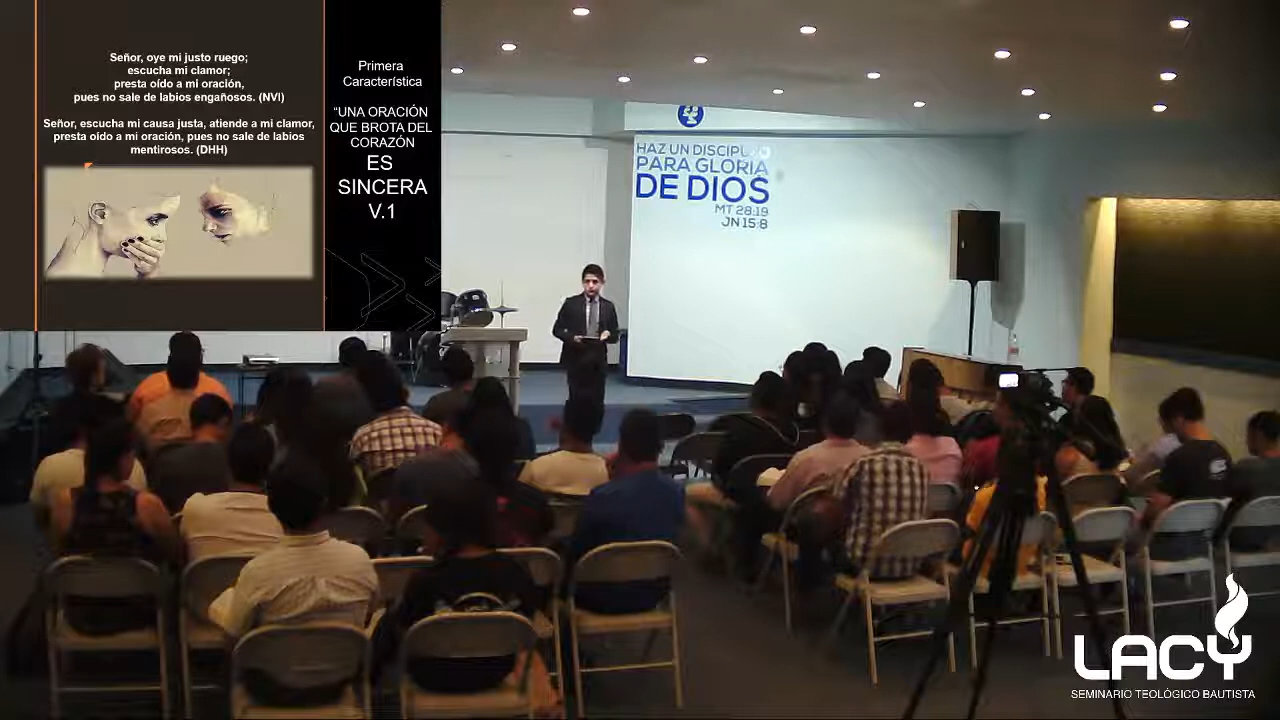 Señor, oye mi justo ruego;
escucha mi clamor;
presta oído a mi oración,
pues no sale de labios engañosos. (NVI)
Señor, escucha mi causa justa, atiende a mi clamor,
presta oído a mi oración, pues no sale de labios
mentirosos. (DHH)
Primera
Característica
“UNA ORACIÓN
QUE BROTA DEL
CORAZÓN
ES
SINCERA
V.1
HAZ UN DISCIPULO
PARA GLORIA
DE DIOS
MT 28:19
JN 15:8
LACY
SEMINARIO TEOLÓGICO BAUTISTA